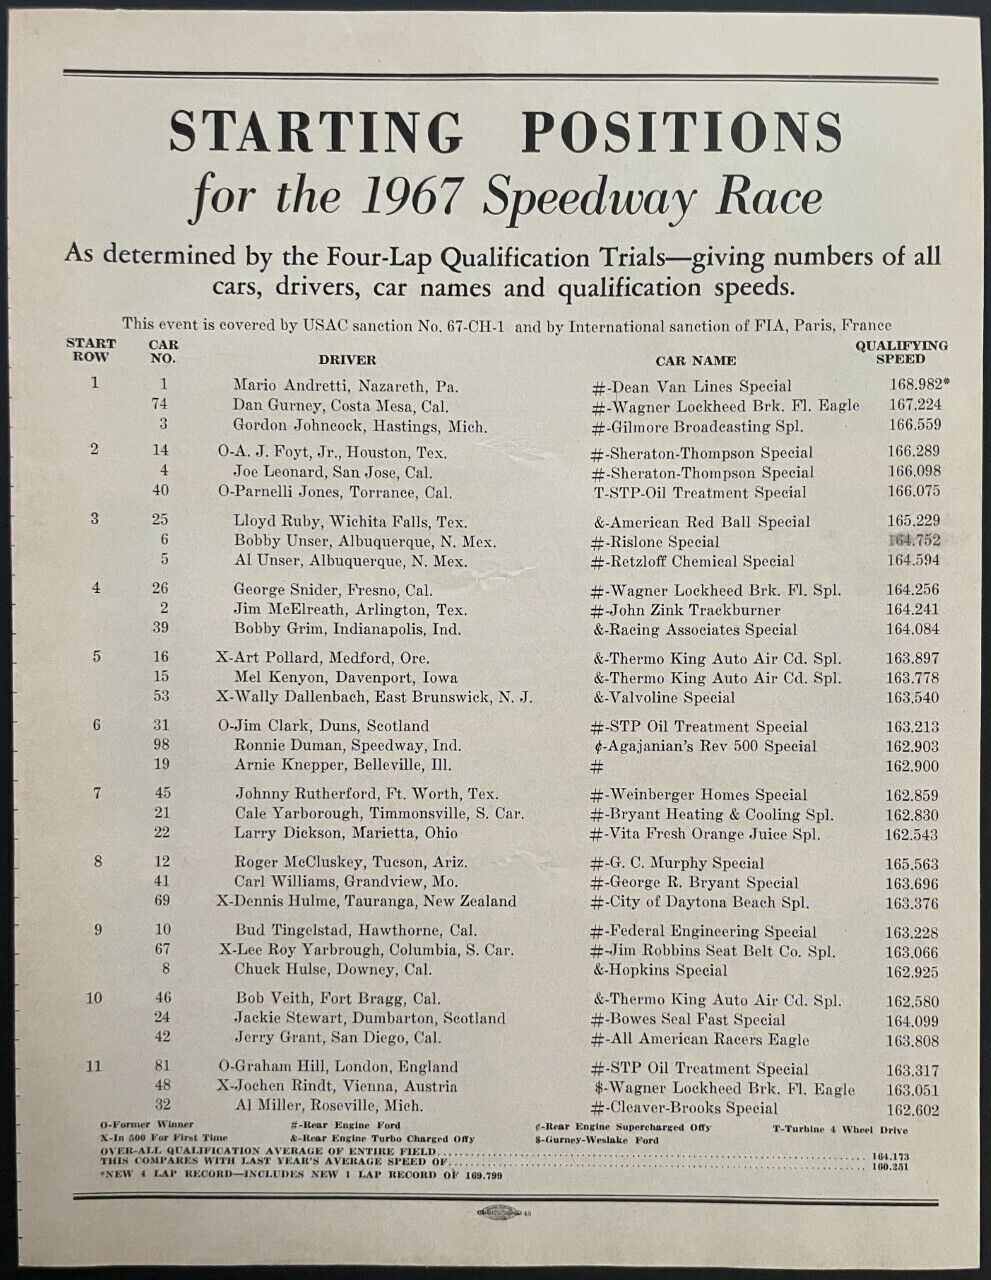 STARTING POSITIONS
for the 1967 Speedway Race
As determined by the Four-Lap Qualification Trials—giving numbers of all
cars, drivers, car names and qualification speeds.
This event is covered by USAC sanction No. 67-CH-1 and by International sanction of FIA, Paris, France
START ROW CAR NO. DRIVER CAR NAME QUALIFYING SPEED
1 1 Mario Andretti, Nazareth, Pa. #-Dean Van Lines Special 168.982*
74 Dan Gurney, Costa Mesa, Cal. #-Wagner Lockheed Brk. Fl. Eagle 167.224
3 Gordon Johncock, Hastings, Mich. #-Gilmore Broadcasting Spl. 166.559
2 14 O-A. J. Foyt, Jr., Houston, Tex. #-Sheraton-Thompson Special 166.289
4 Joe Leonard, San Jose, Cal. #-Sheraton-Thompson Special 166.098
40 O-Parnelli Jones, Torrance, Cal. T-STP-Oil Treatment Special 166.075
3 25 Lloyd Ruby, Wichita Falls, Tex. &-American Red Ball Special 165.229
6 Bobby Unser, Albuquerque, N. Mex. #-Rislone Special 164.752
5 Al Unser, Albuquerque, N. Mex. #-Retzloff Chemical Special 164.594
4 26 George Snider, Fresno, Cal. #-Wagner Lockheed Brk. Fl. Spl. 164.256
2 Jim McElreath, Arlington, Tex. #-John Zink Trackburner 164.241
39 Bobby Grim, Indianapolis, Ind. &-Racing Associates Special 164.084
5 16 X-Art Pollard, Medford, Ore. &-Thermo King Auto Air Cd. Spl. 163.897
15 Mel Kenyon, Davenport, Iowa &-Thermo King Auto Air Cd. Spl. 163.778
53 X-Wally Dallenbach, East Brunswick, N. J. &-Valvoline Special 163.540
6 31 O-Jim Clark, Duns, Scotland #-STP Oil Treatment Special 163.213
98 Ronnie Duman, Speedway, Ind. ¢-Agajanian's Rev 500 Special 162.903
19 Arnie Knepper, Belleville, Ill. # 162.900
7 45 Johnny Rutherford, Ft. Worth, Tex. #-Weinberger Homes Special 162.859
21 Cale Yarborough, Timmonsville, S. Car. #-Bryant Heating & Cooling Spl. 162.830
22 Larry Dickson, Marietta, Ohio #-Vita Fresh Orange Juice Spl. 162.543
8 12 Roger McCluskey, Tucson, Ariz. #-G. C. Murphy Special 165.563
41 Carl Williams, Grandview, Mo. #-George R. Bryant Special 163.696
69 X-Dennis Hulme, Tauranga, New Zealand #-City of Daytona Beach Spl. 163.376
9 10 Bud Tingelstad, Hawthorne, Cal. #-Federal Engineering Special 163.228
67 X-Lee Roy Yarbrough, Columbia, S. Car. #-Jim Robbins Seat Belt Co. Spl. 163.066
8 Chuck Hulse, Downey, Cal. &-Hopkins Special 162.925
10 46 Bob Veith, Fort Bragg, Cal. &-Thermo King Auto Air Cd. Spl. 162.580
24 Jackie Stewart, Dumbarton, Scotland #-Bowes Seal Fast Special 164.099
42 Jerry Grant, San Diego, Cal. #-All American Racers Eagle 163.808
11 81 O-Graham Hill, London, England #-STP Oil Treatment Special 163.317
48 X-Jochen Rindt, Vienna, Austria $-Wagner Lockheed Brk. Fl. Eagle 163.051
32 Al Miller, Roseville, Mich. #-Cleaver-Brooks Special 162.602
O-Former Winner #-Rear Engine Ford ¢-Rear Engine Supercharged Offy T-Turbine 4 Wheel Drive
X-In 500 For First Time &-Rear Engine Turbo Charged Offy $-Gurney-Weslake Ford
OVER-ALL QUALIFICATION AVERAGE OF ENTIRE FIELD 164.173
THIS COMPARES WITH LAST YEAR'S AVERAGE SPEED OF 160.251
*NEW 4 LAP RECORD—INCLUDES NEW 1 LAP RECORD OF 169.799
43